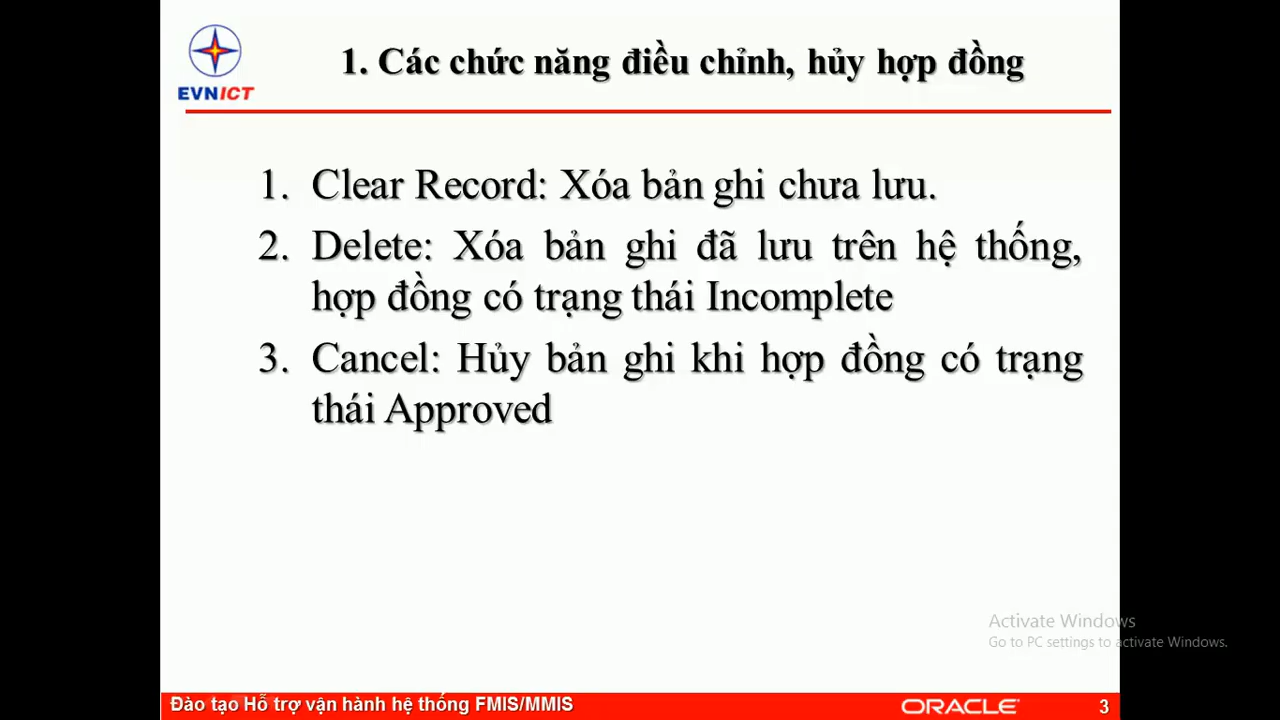 EVNICT
1. Các chức năng điều chỉnh, hủy hợp đồng
1. Clear Record: Xóa bản ghi chưa lưu.
2. Delete: Xóa bản ghi đã lưu trên hệ thống,
hợp đồng có trạng thái Incomplete
3. Cancel: Hủy bản ghi khi hợp đồng có trạng
thái Approved
Activate Windows
Go to PC settings to activate Windows.
Đào tạo Hỗ trợ vận hành hệ thống FMIS/MMIS
ORACLE
3